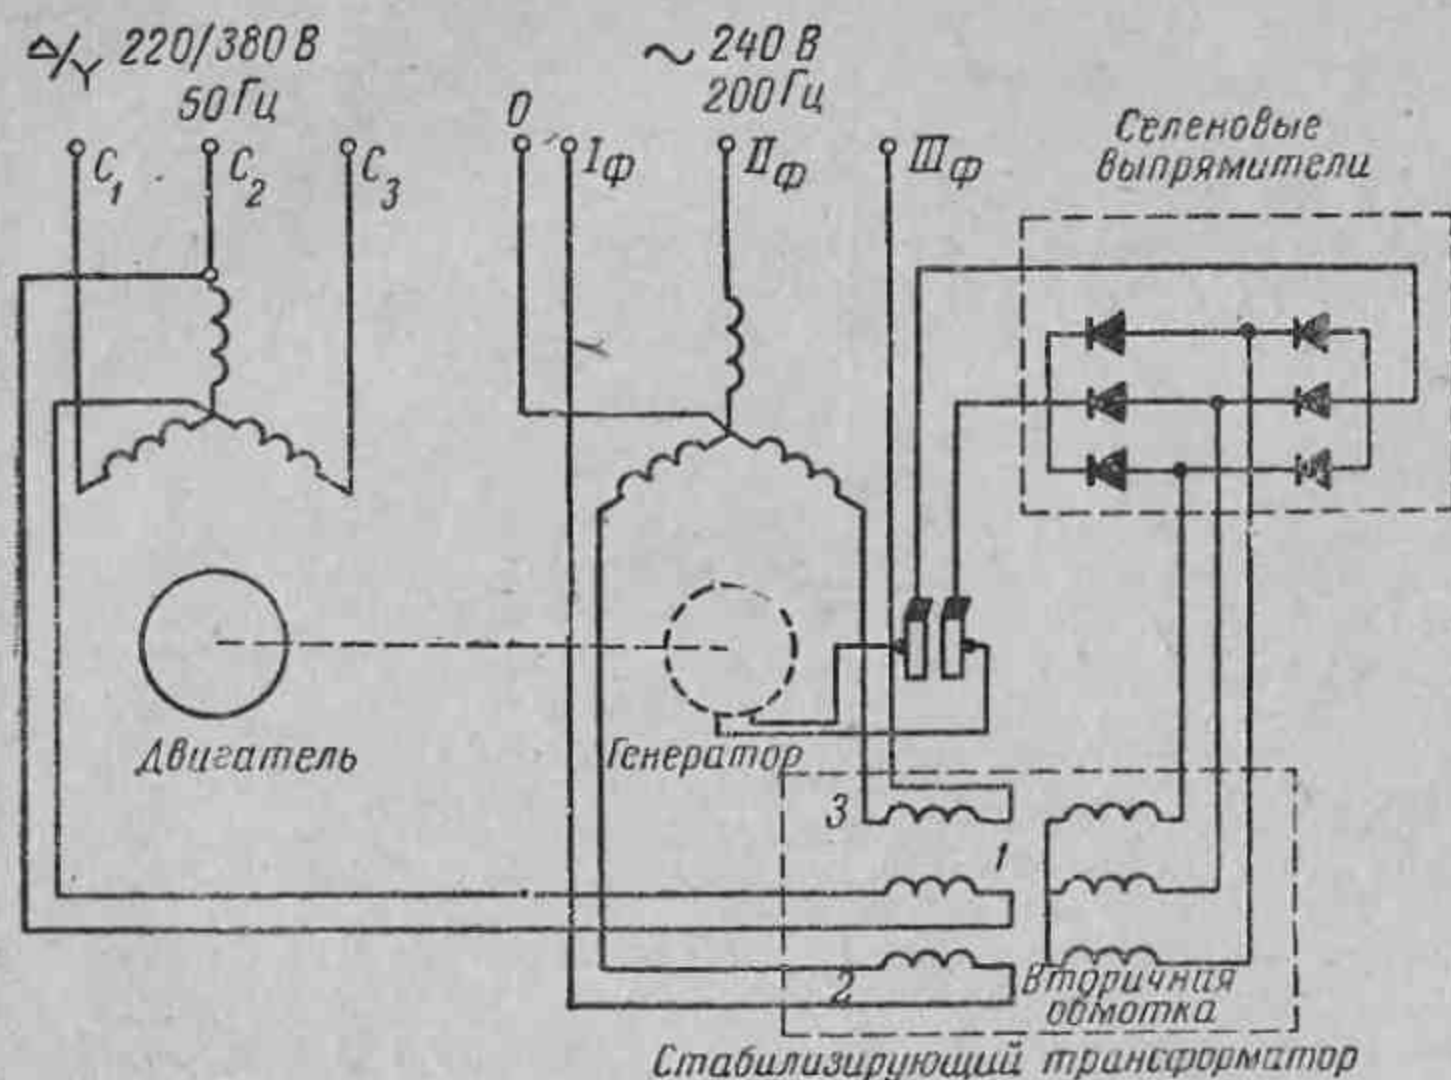 △/Y 220/380 В
50 Гц
~ 240 В
200 Гц
C₁
C₂
C₃
0
Iф
IIф
IIIф
Селеновые
выпрямители
Двигатель
Генератор
3
1
2
Вторичная
обмотка
Стабилизирующий трансформатор